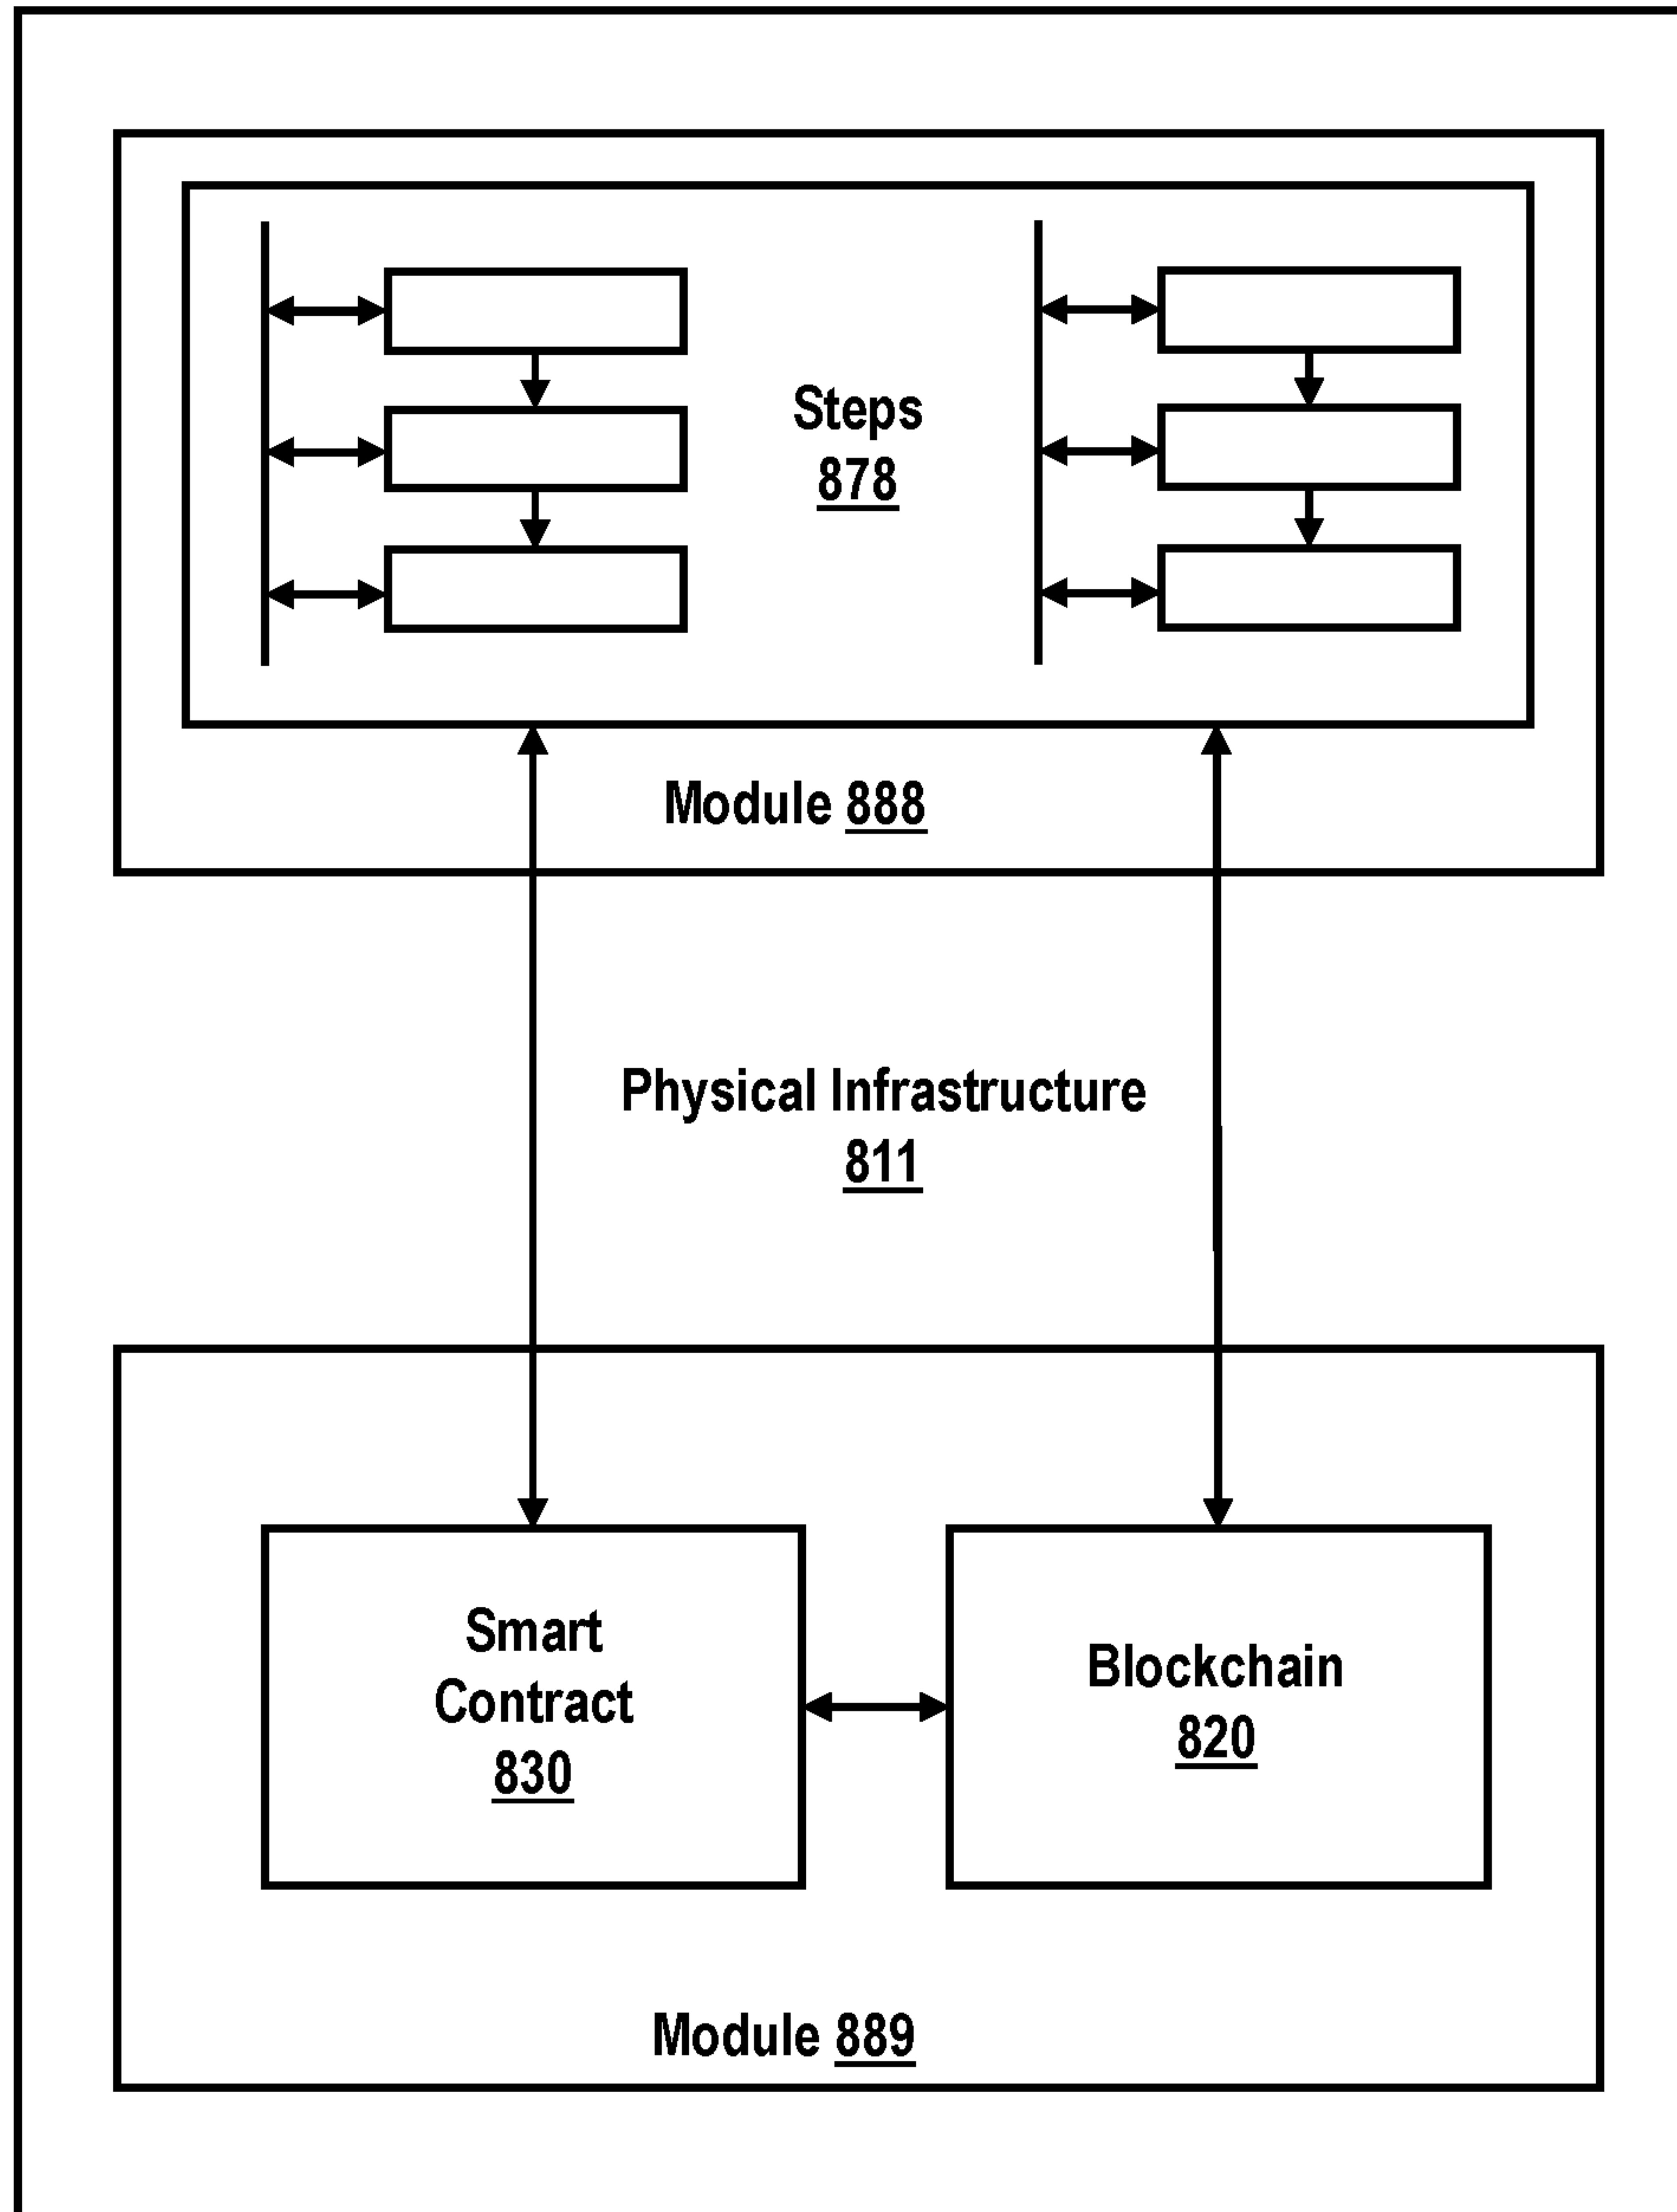 Steps
878
Module 888
Physical Infrastructure
811
Smart
Contract
830
Blockchain
820
Module 889